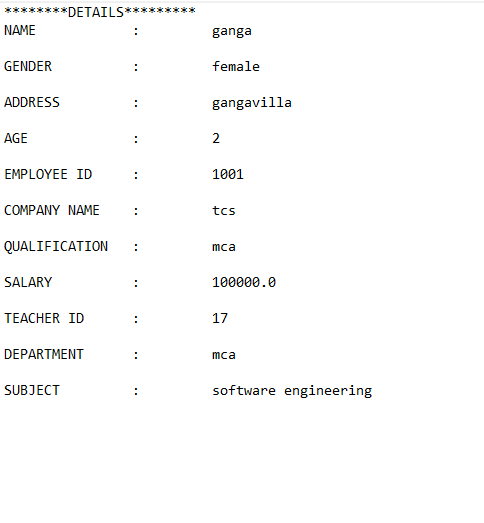 ********DETAILS*********
NAME : ganga
GENDER : female
ADDRESS : gangavilla
AGE : 2
EMPLOYEE ID : 1001
COMPANY NAME : tcs
QUALIFICATION : mca
SALARY : 100000.0
TEACHER ID : 17
DEPARTMENT : mca
SUBJECT : software engineering